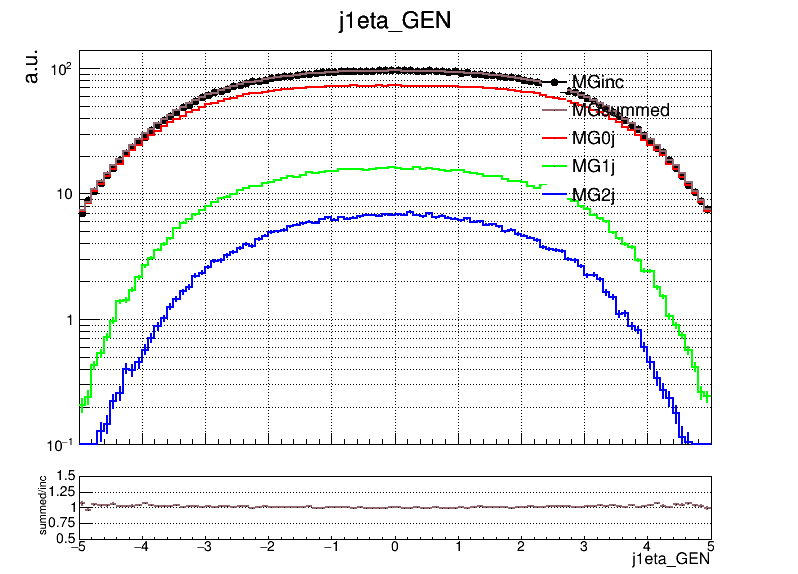 j1eta_GEN
a.u.
10²
10
1
10⁻¹
MGinc
MGsummed
MG0j
MG1j
MG2j
summed/inc
1.5
1.25
1
0.75
0.5
−5 −4 −3 −2 −1 0 1 2 3 4 5
j1eta_GEN